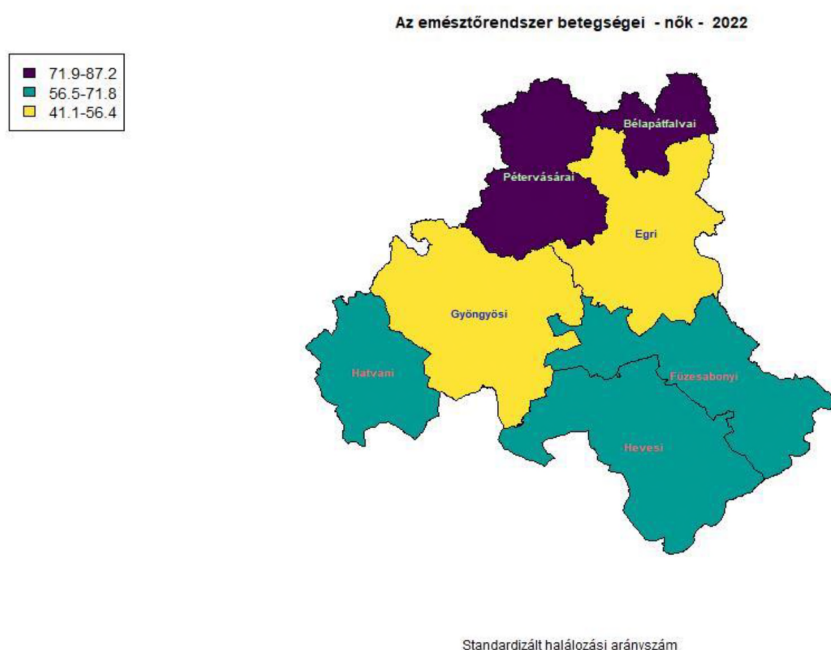 Az emésztőrendszer betegségei - nők - 2022
71.9-87.2
56.5-71.8
41.1-56.4
Bélapátfalvai
Pétervásárai
Egri
Gyöngyösi
Hatvani
Füzesabonyi
Hevesi
Standardizált halálozási arányszám